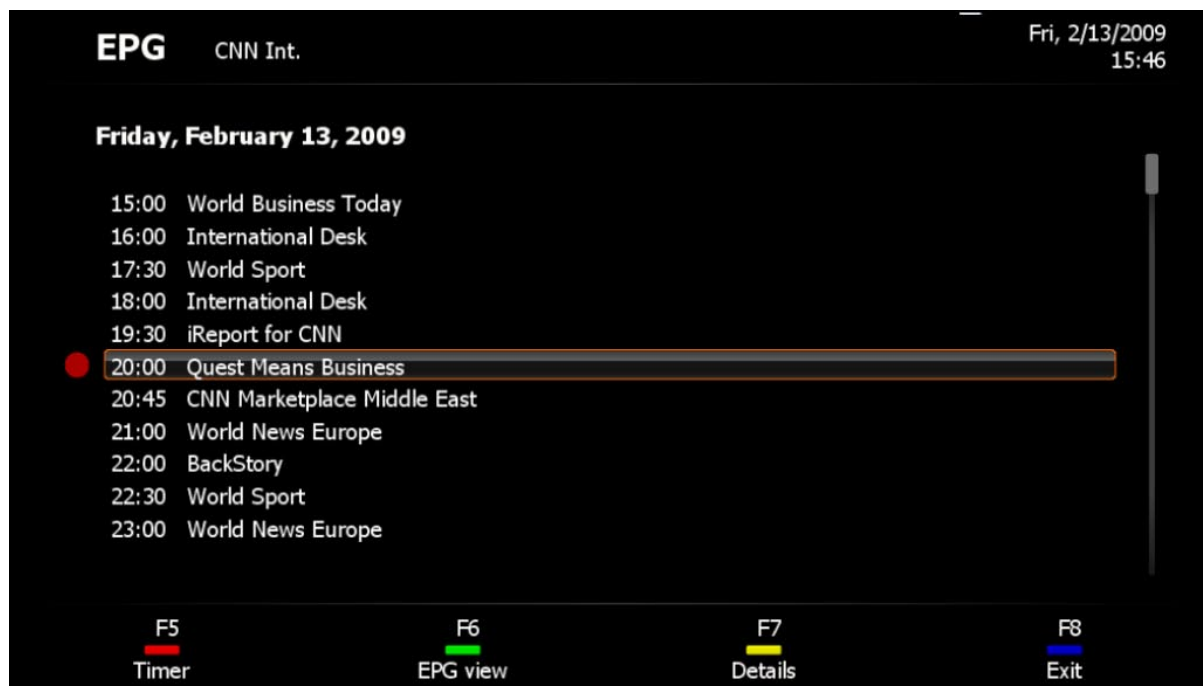 EPG CNN Int. Fri, 2/13/2009
15:46
Friday, February 13, 2009
15:00 World Business Today
16:00 International Desk
17:30 World Sport
18:00 International Desk
19:30 iReport for CNN
20:00 Quest Means Business
20:45 CNN Marketplace Middle East
21:00 World News Europe
22:00 BackStory
22:30 World Sport
23:00 World News Europe
F5 F6 F7 F8
Timer EPG view Details Exit